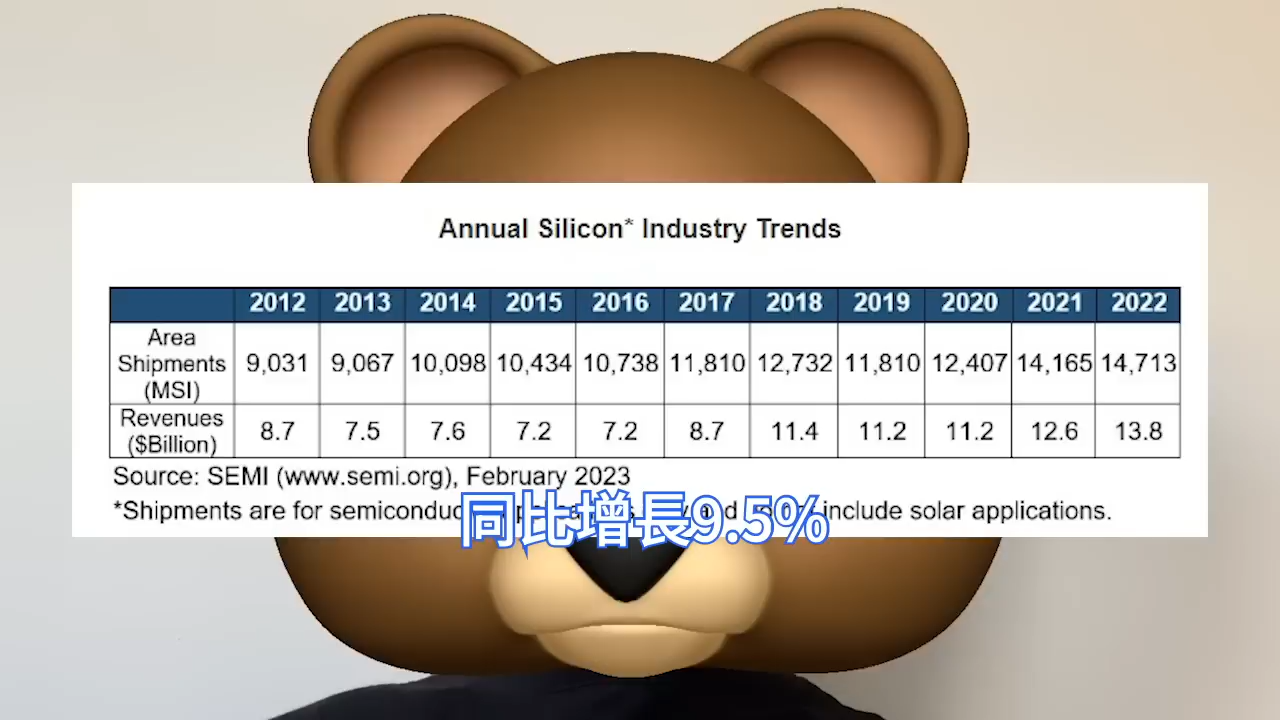 Annual Silicon* Industry Trends
2012 2013 2014 2015 2016 2017 2018 2019 2020 2021 2022
Area Shipments (MSI) 9,031 9,067 10,098 10,434 10,738 11,810 12,732 11,810 12,407 14,165 14,713
Revenues ($Billion) 8.7 7.5 7.6 7.2 7.2 8.7 11.4 11.2 11.2 12.6 13.8
Source: SEMI (www.semi.org), February 2023
*Shipments are for include solar applications.
同比增長9.5%